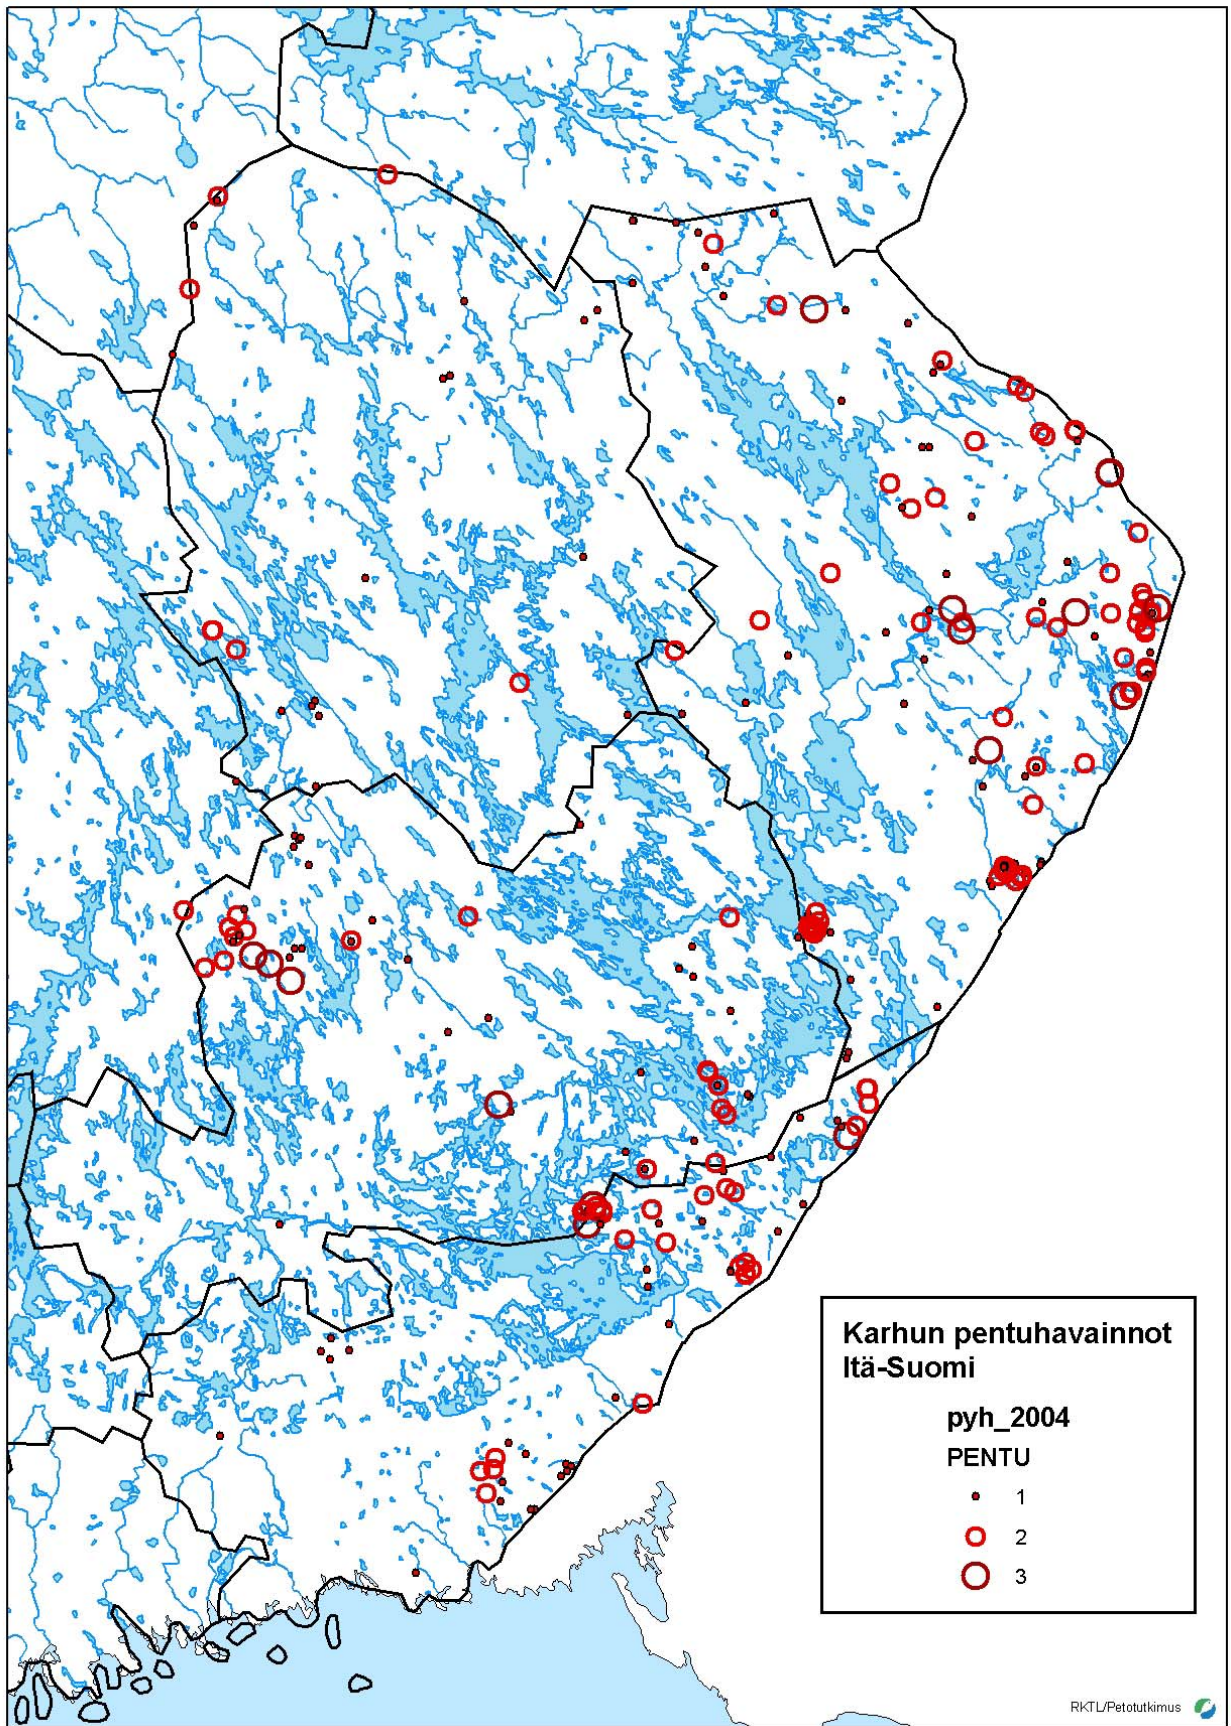 Karhun pentuhavainnot
Itä-Suomi
pyh_2004
PENTU
1
2
3
RKTL/Petotutkimus